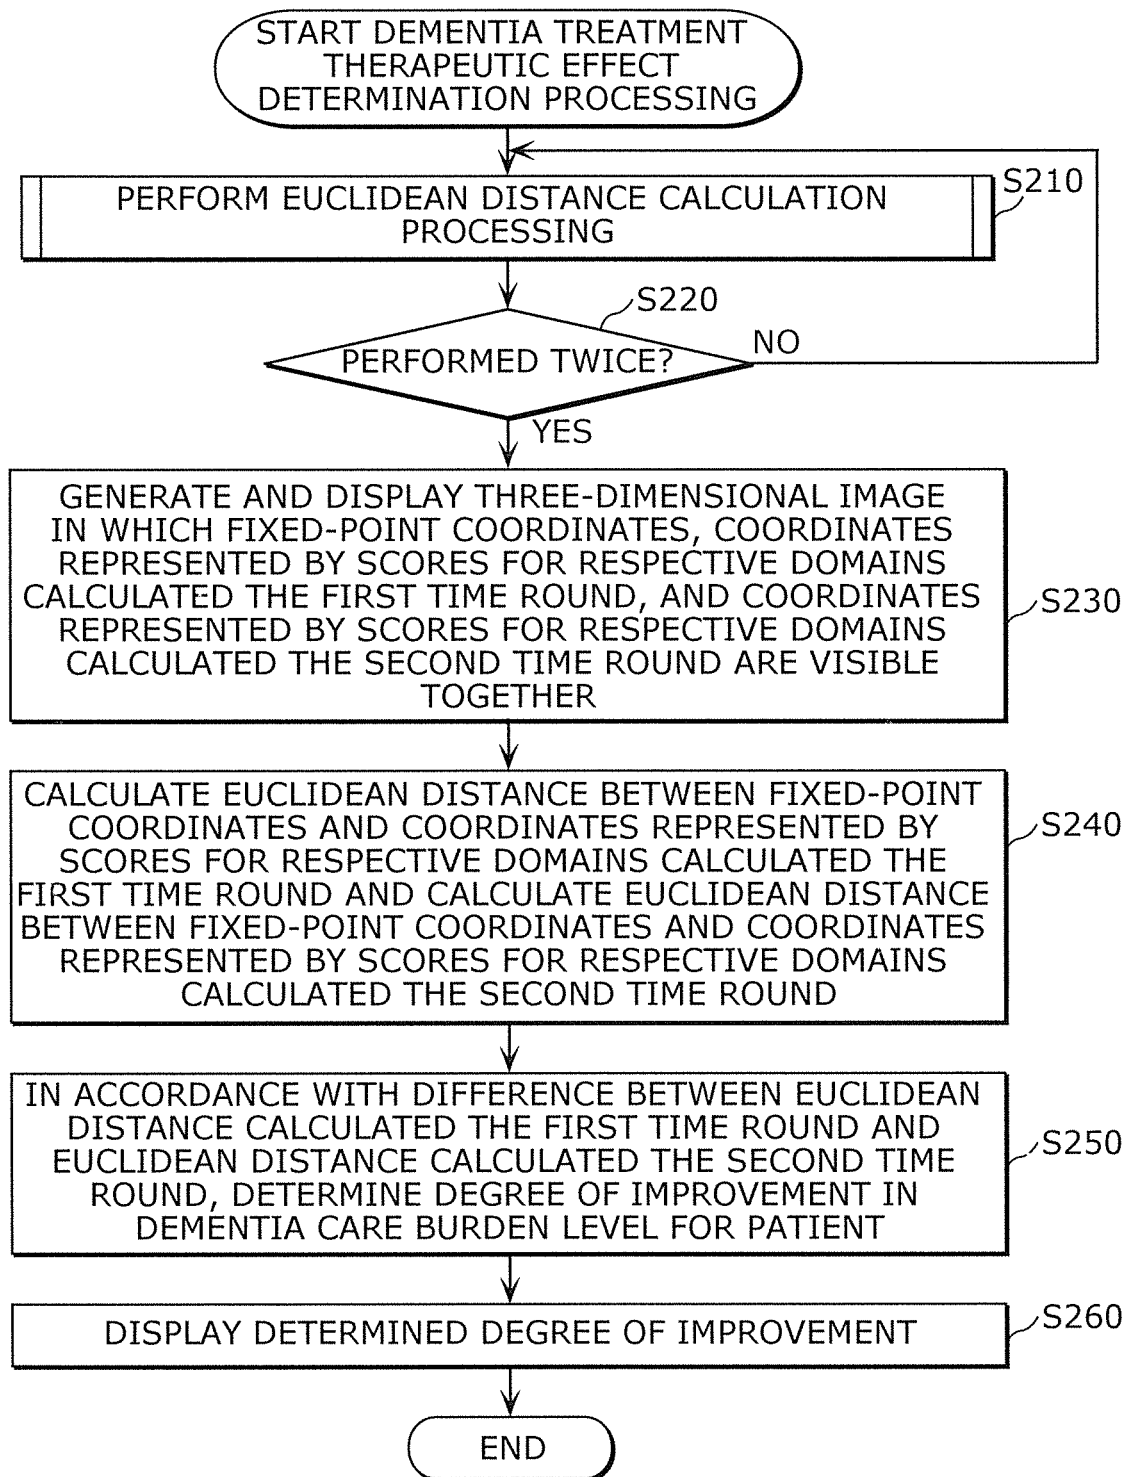 START DEMENTIA TREATMENT
THERAPEUTIC EFFECT
DETERMINATION PROCESSING
PERFORM EUCLIDEAN DISTANCE CALCULATION
PROCESSING
S210
S220
PERFORMED TWICE?
NO
YES
GENERATE AND DISPLAY THREE-DIMENSIONAL IMAGE
IN WHICH FIXED-POINT COORDINATES, COORDINATES
REPRESENTED BY SCORES FOR RESPECTIVE DOMAINS
CALCULATED THE FIRST TIME ROUND, AND COORDINATES
REPRESENTED BY SCORES FOR RESPECTIVE DOMAINS
CALCULATED THE SECOND TIME ROUND ARE VISIBLE
TOGETHER
S230
CALCULATE EUCLIDEAN DISTANCE BETWEEN FIXED-POINT
COORDINATES AND COORDINATES REPRESENTED BY
SCORES FOR RESPECTIVE DOMAINS CALCULATED THE
FIRST TIME ROUND AND CALCULATE EUCLIDEAN DISTANCE
BETWEEN FIXED-POINT COORDINATES AND COORDINATES
REPRESENTED BY SCORES FOR RESPECTIVE DOMAINS
CALCULATED THE SECOND TIME ROUND
S240
IN ACCORDANCE WITH DIFFERENCE BETWEEN EUCLIDEAN
DISTANCE CALCULATED THE FIRST TIME ROUND AND
EUCLIDEAN DISTANCE CALCULATED THE SECOND TIME
ROUND, DETERMINE DEGREE OF IMPROVEMENT IN
DEMENTIA CARE BURDEN LEVEL FOR PATIENT
S250
DISPLAY DETERMINED DEGREE OF IMPROVEMENT
S260
END